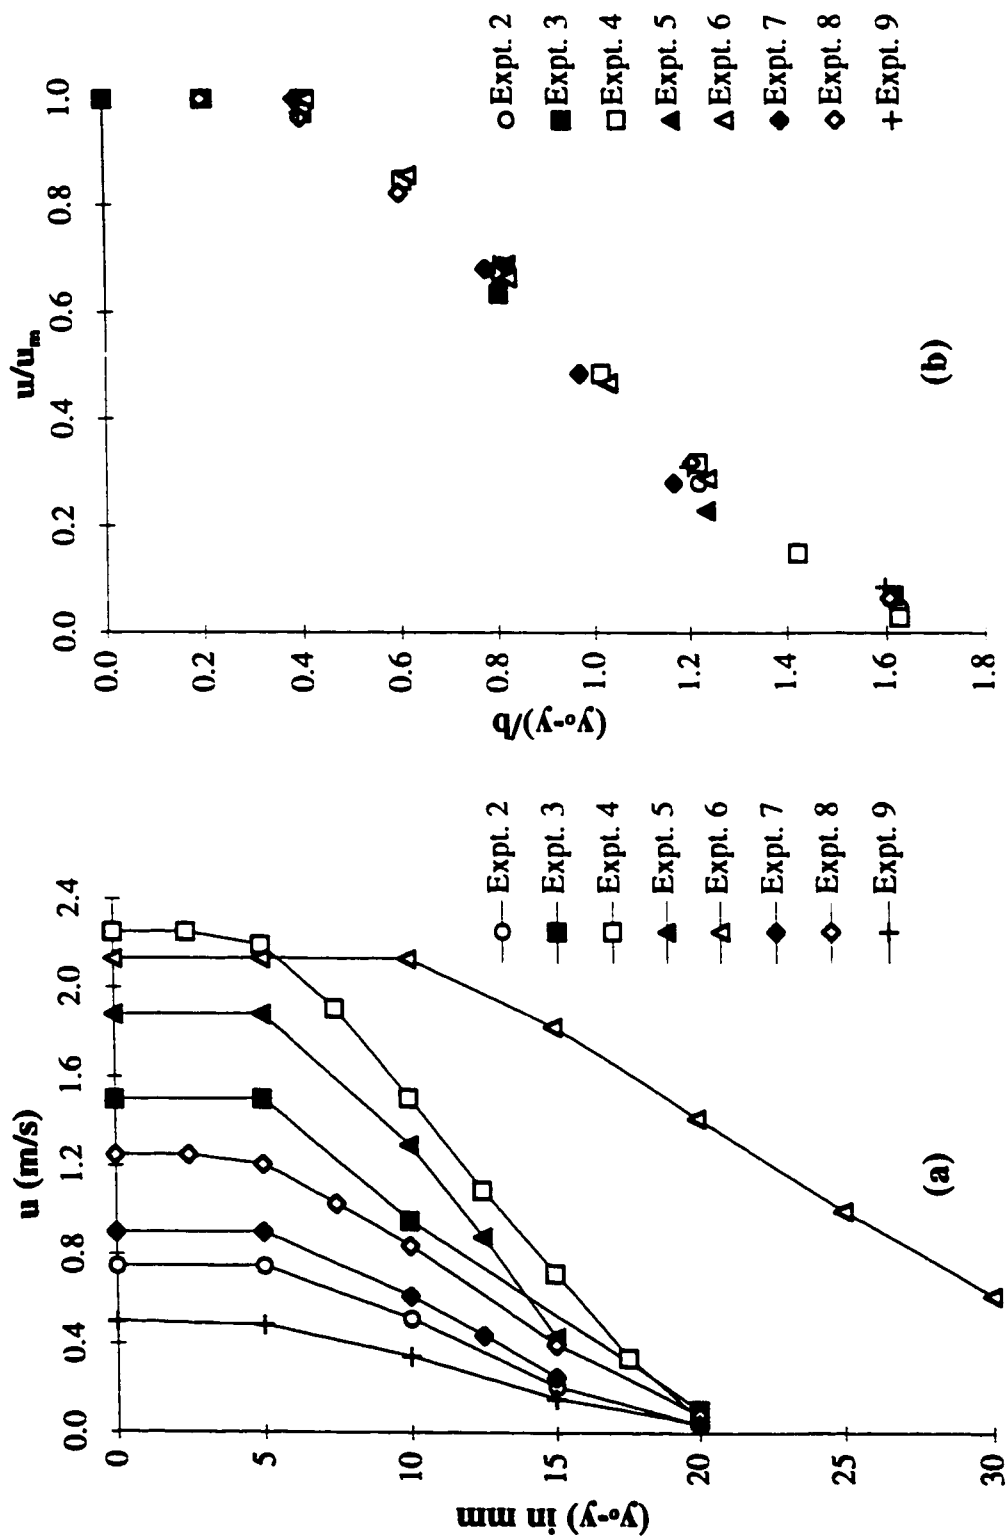 u (m/s)
0.0 0.4 0.8 1.2 1.6 2.0 2.4
(yₒ-y) in mm
0
5
10
15
20
25
30
Expt. 2
Expt. 3
Expt. 4
Expt. 5
Expt. 6
Expt. 7
Expt. 8
Expt. 9
(a)
u/uₘ
0.0 0.2 0.4 0.6 0.8 1.0
(yₒ-y)/b
0.0
0.2
0.4
0.6
0.8
1.0
1.2
1.4
1.6
1.8
Expt. 2
Expt. 3
Expt. 4
Expt. 5
Expt. 6
Expt. 7
Expt. 8
Expt. 9
(b)